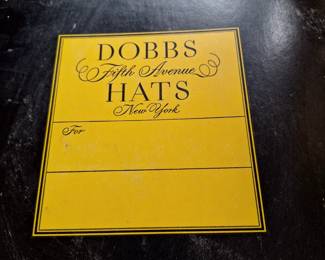 DOBBS
Fifth Avenue
HATS
New York
For